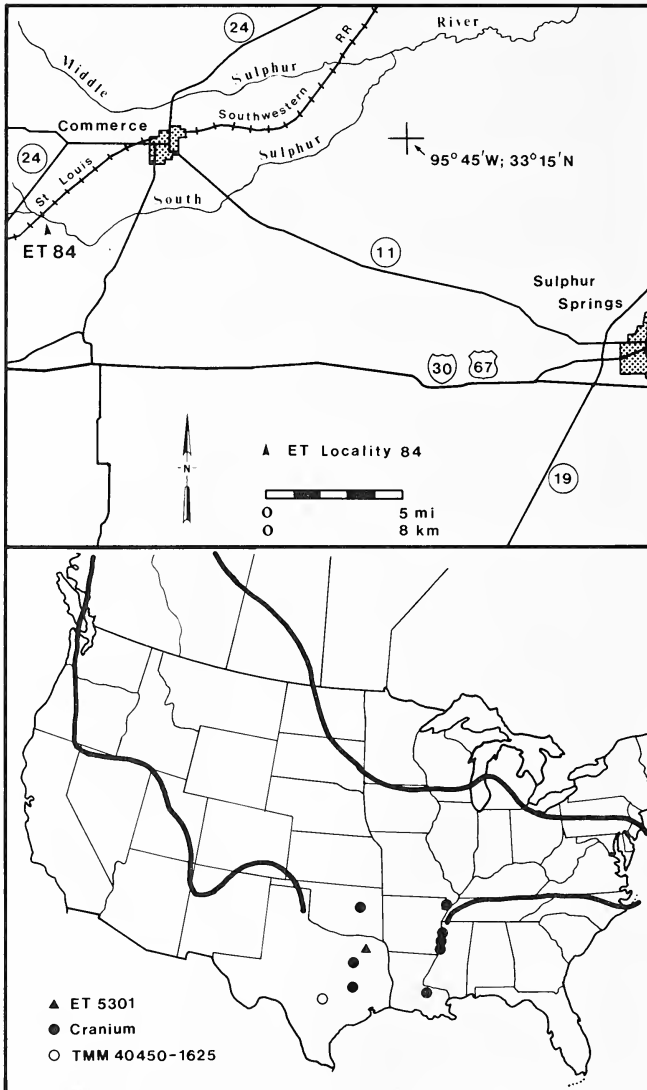 24
Middle Sulphur River
RR
Southwestern
Commerce
Sulphur
95° 45′W; 33° 15′N
24
St Louis
South
ET 84
11
Sulphur
Springs
30 67
N
ET Locality 84
0 5 mi
0 8 km
19
ET 5301
Cranium
TMM 40450-1625